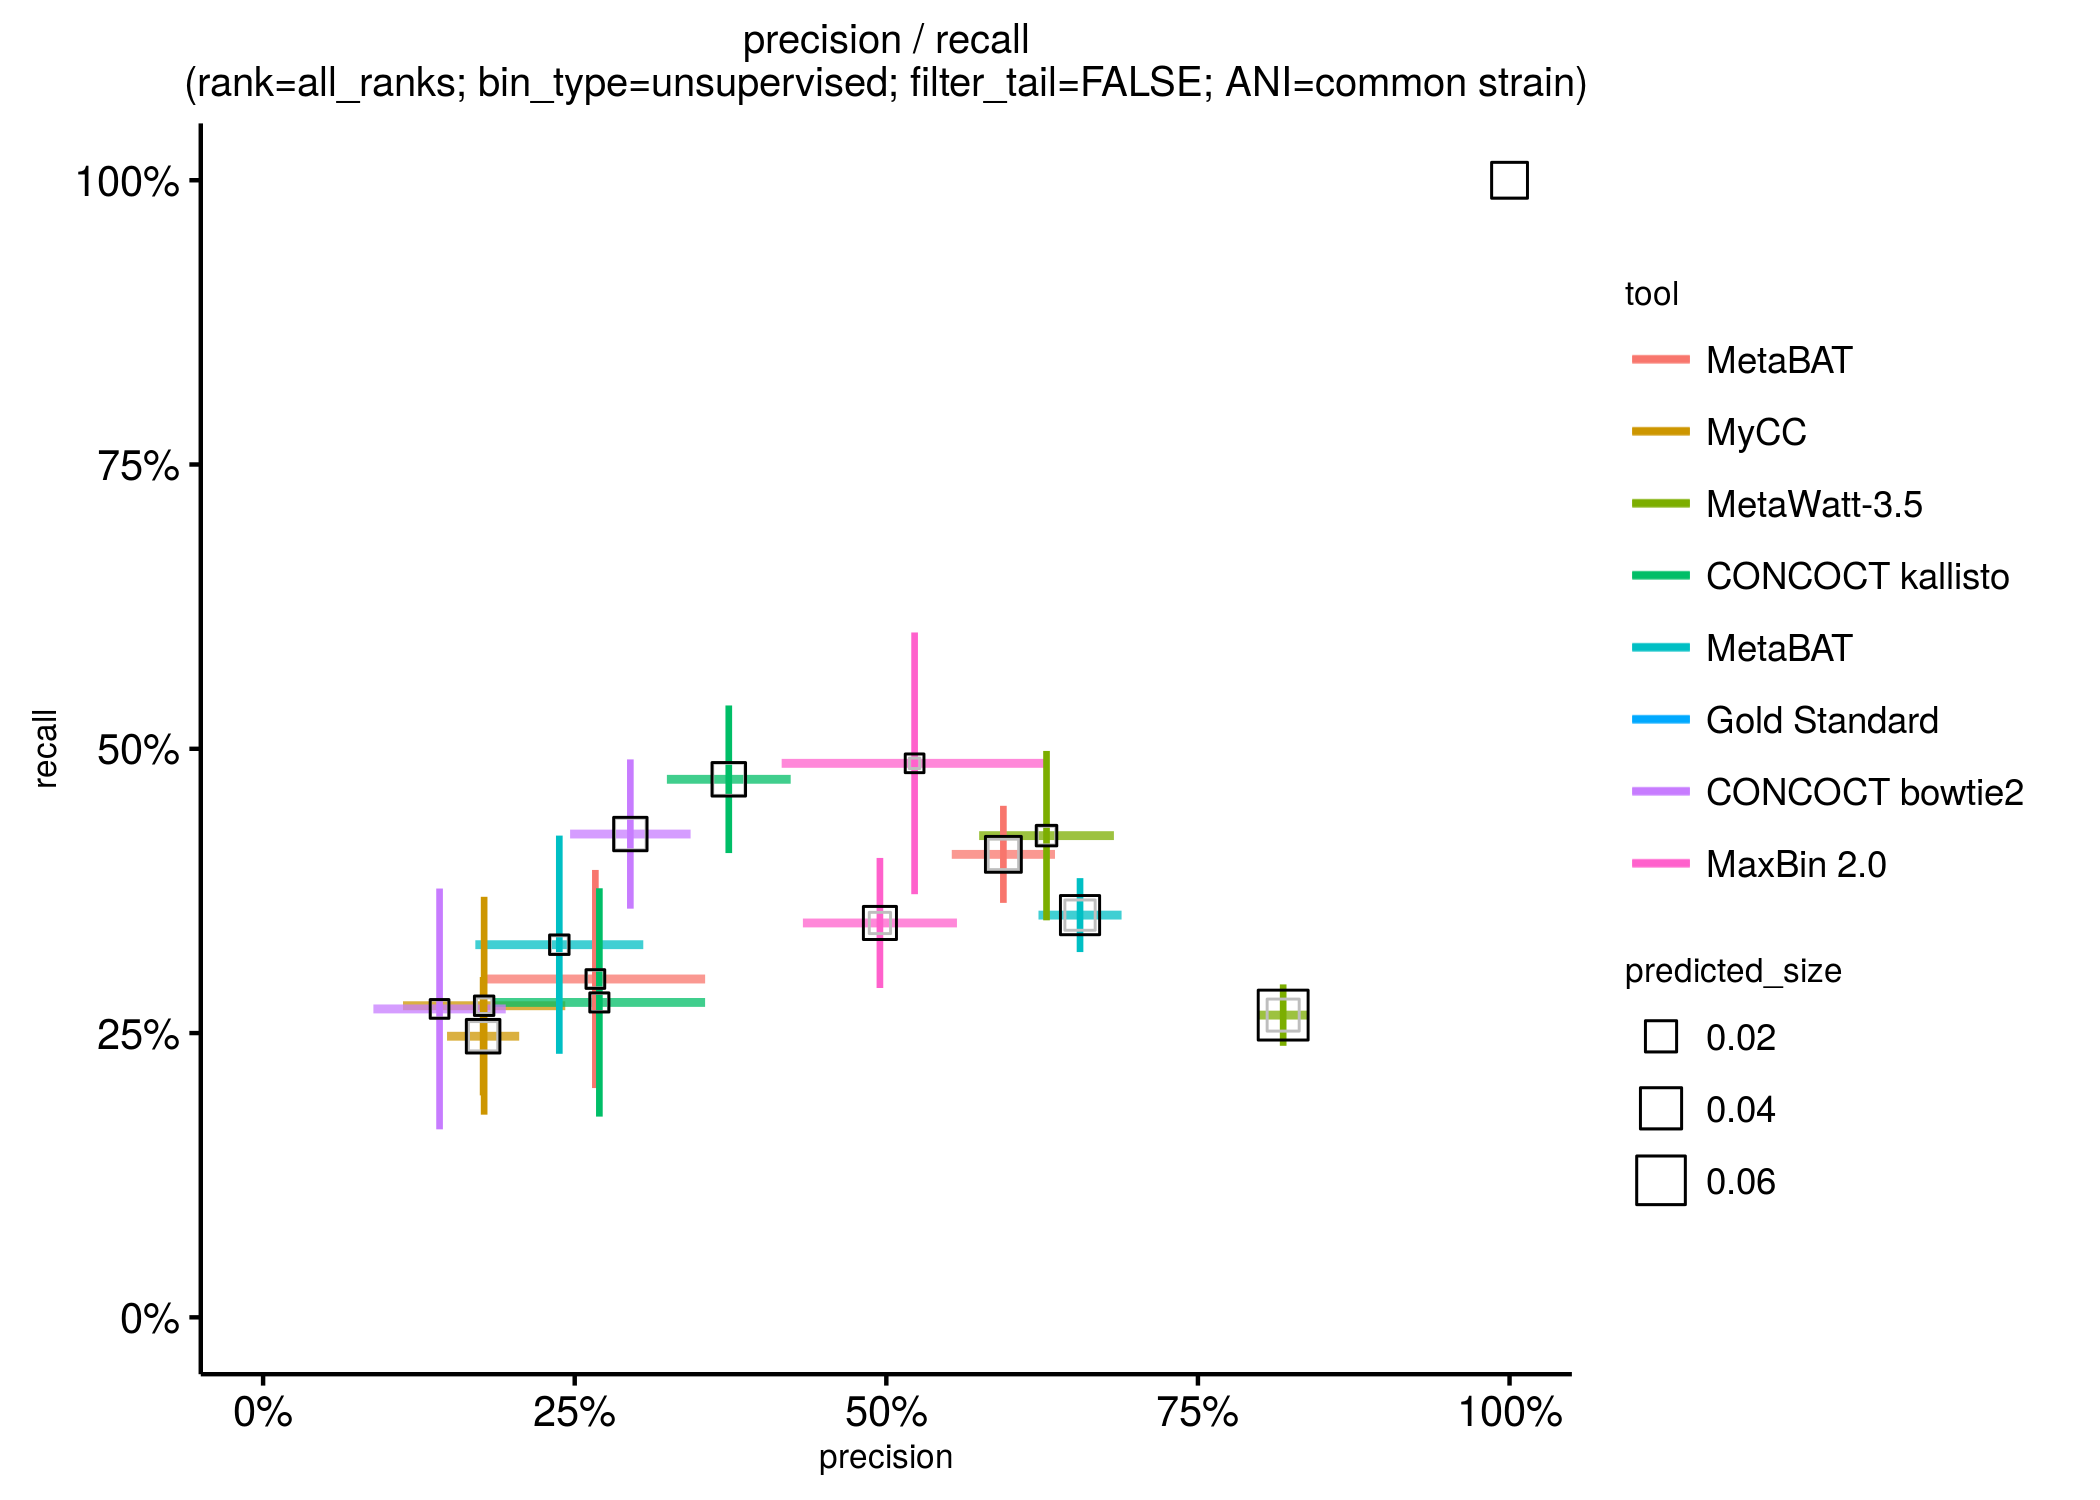 precision / recall
(rank=all_ranks; bin_type=unsupervised; filter_tail=FALSE; ANI=common strain)
100%
75%
50%
25%
0%
recall
0%
25%
50%
75%
100%
precision
tool
MetaBAT
MyCC
MetaWatt-3.5
CONCOCT kallisto
MetaBAT
Gold Standard
CONCOCT bowtie2
MaxBin 2.0
predicted_size
0.02
0.04
0.06